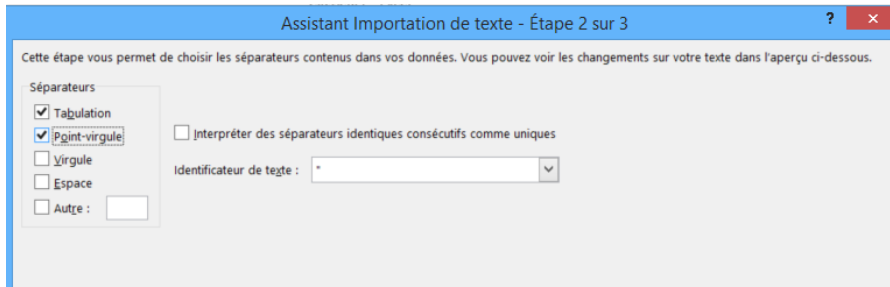 Assistant Importation de texte - Étape 2 sur 3
?
Cette étape vous permet de choisir les séparateurs contenus dans vos données. Vous pouvez voir les changements sur votre texte dans l'aperçu ci-dessous.
Séparateurs
Tabulation
Point-virgule
Interpréter des séparateurs identiques consécutifs comme uniques
Virgule
Identificateur de texte : "
Espace
Autre :